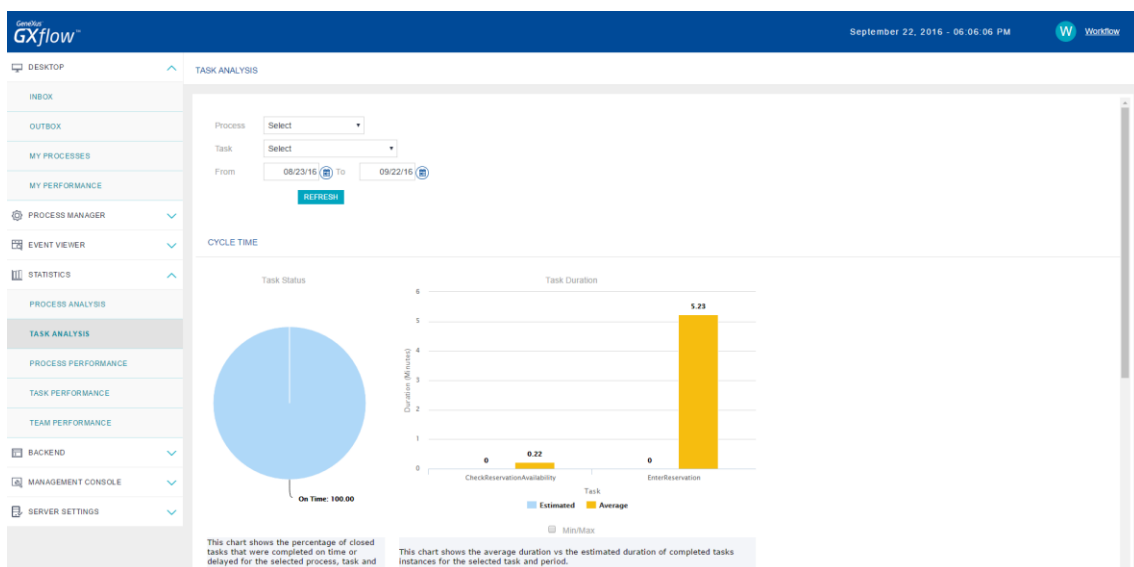 GeneXus
GXflow™
September 22, 2016 - 06:06:06 PM
W
Workflow
DESKTOP
INBOX
OUTBOX
MY PROCESSES
MY PERFORMANCE
PROCESS MANAGER
EVENT VIEWER
STATISTICS
PROCESS ANALYSIS
TASK ANALYSIS
PROCESS PERFORMANCE
TASK PERFORMANCE
TEAM PERFORMANCE
BACKEND
MANAGEMENT CONSOLE
SERVER SETTINGS
TASK ANALYSIS
Process Select
Task Select
From 08/23/16 To 09/22/16
REFRESH
CYCLE TIME
Task Status
On Time: 100.00
This chart shows the percentage of closed
tasks that were completed on time or
delayed for the selected process, task and
Task Duration
Duration (Minutes)
6
5
4
3
2
1
0
0
0.22
0
5.23
CheckReservationAvailability
EnterReservation
Task
Estimated
Average
Min/Max
This chart shows the average duration vs the estimated duration of completed tasks
instances for the selected task and period.